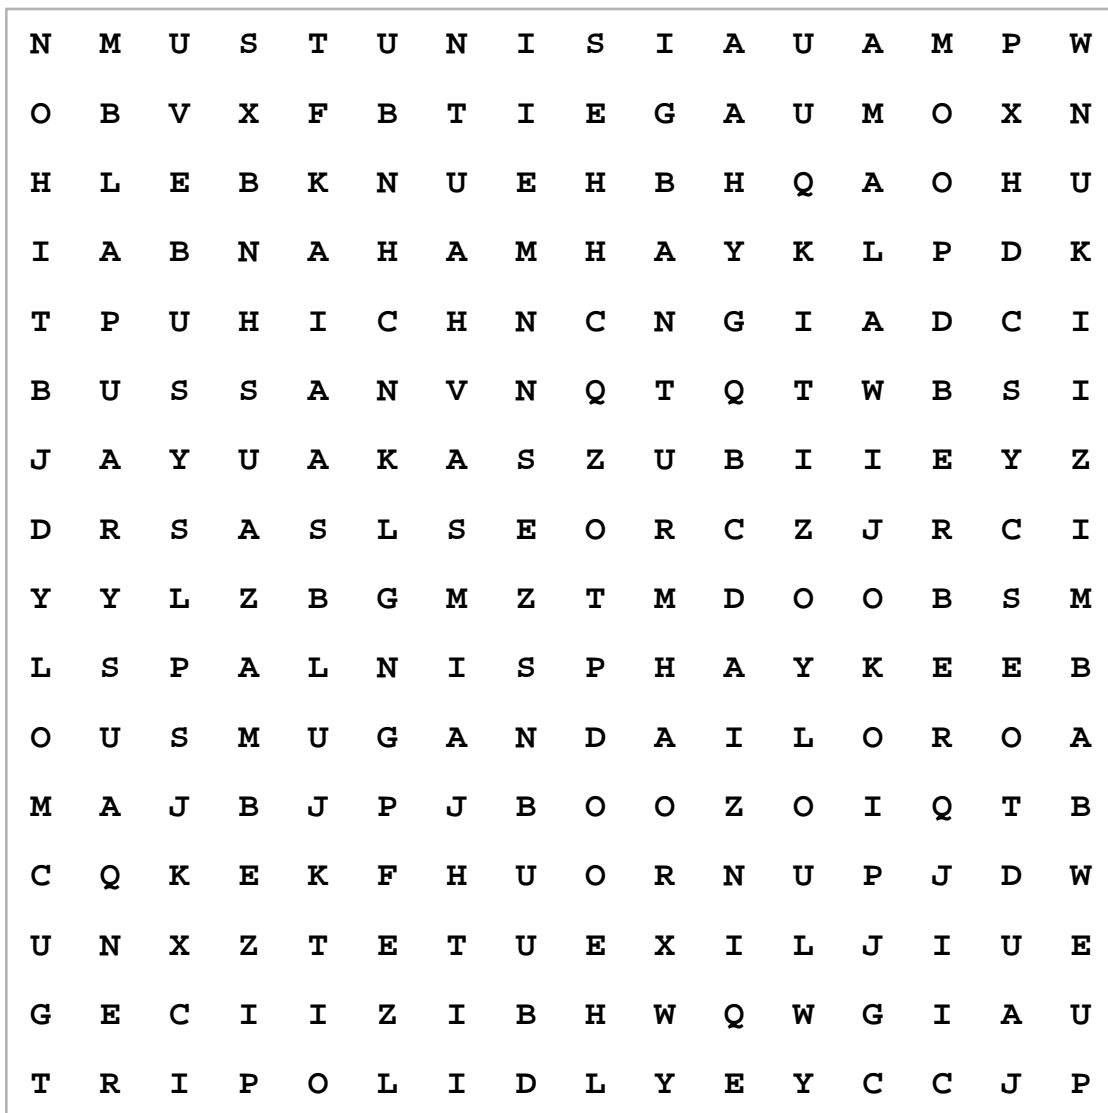 N M U S T U N I S I A U A M P W
O B V X F B T I E G A U M O X N
H L E B K N U E H B H Q A O H U
I A B N A H A M H A Y K L P D K
T P U H I C H N C N G I A D C I
B U S S A N V N Q T Q T W B S I
J A Y U A K A S Z U B I I E Y Z
D R S A S L S E O R C Z J R C I
Y Y L Z B G M Z T M D O O B S M
L S P A L N I S P H A Y K E E B
O U S M U G A N D A I L O R O A
M A J B J P J B O O Z O I Q T B
C Q K E K F H U O R N U P J D W
U N X Z T E T U E X I L J I U E
G E C I I Z I B H W Q W G I A U
T R I P O L I D L Y E Y C C J P